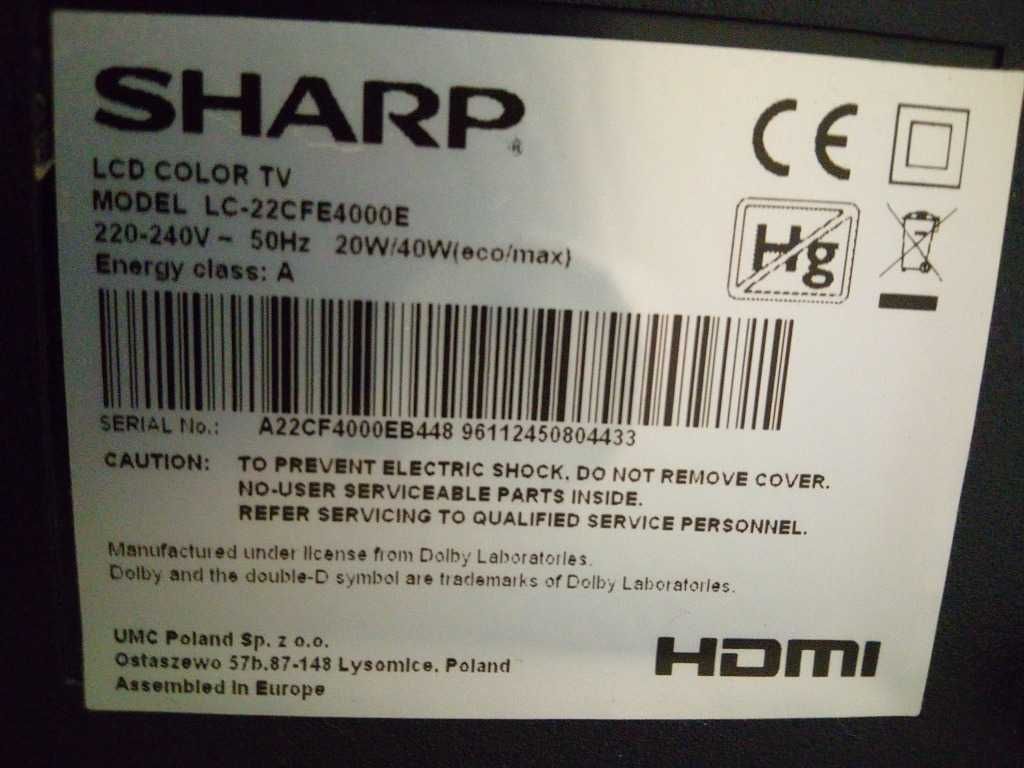 SHARP®
LCD COLOR TV
MODEL LC-22CFE4000E
220-240V ~ 50Hz 20W/40W(eco/max)
Energy class: A
CE
Hg
SERIAL No.: A22CF4000EB448 96112450804433
CAUTION: TO PREVENT ELECTRIC SHOCK, DO NOT REMOVE COVER.
NO-USER SERVICEABLE PARTS INSIDE.
REFER SERVICING TO QUALIFIED SERVICE PERSONNEL.
Manufactured under license from Dolby Laboratories.
Dolby and the double-D symbol are trademarks of Dolby Laboratories.
UMC Poland Sp. z o.o.
Ostaszewo 57b,87-148 Lysomice, Poland
Assembled in Europe
HDMI